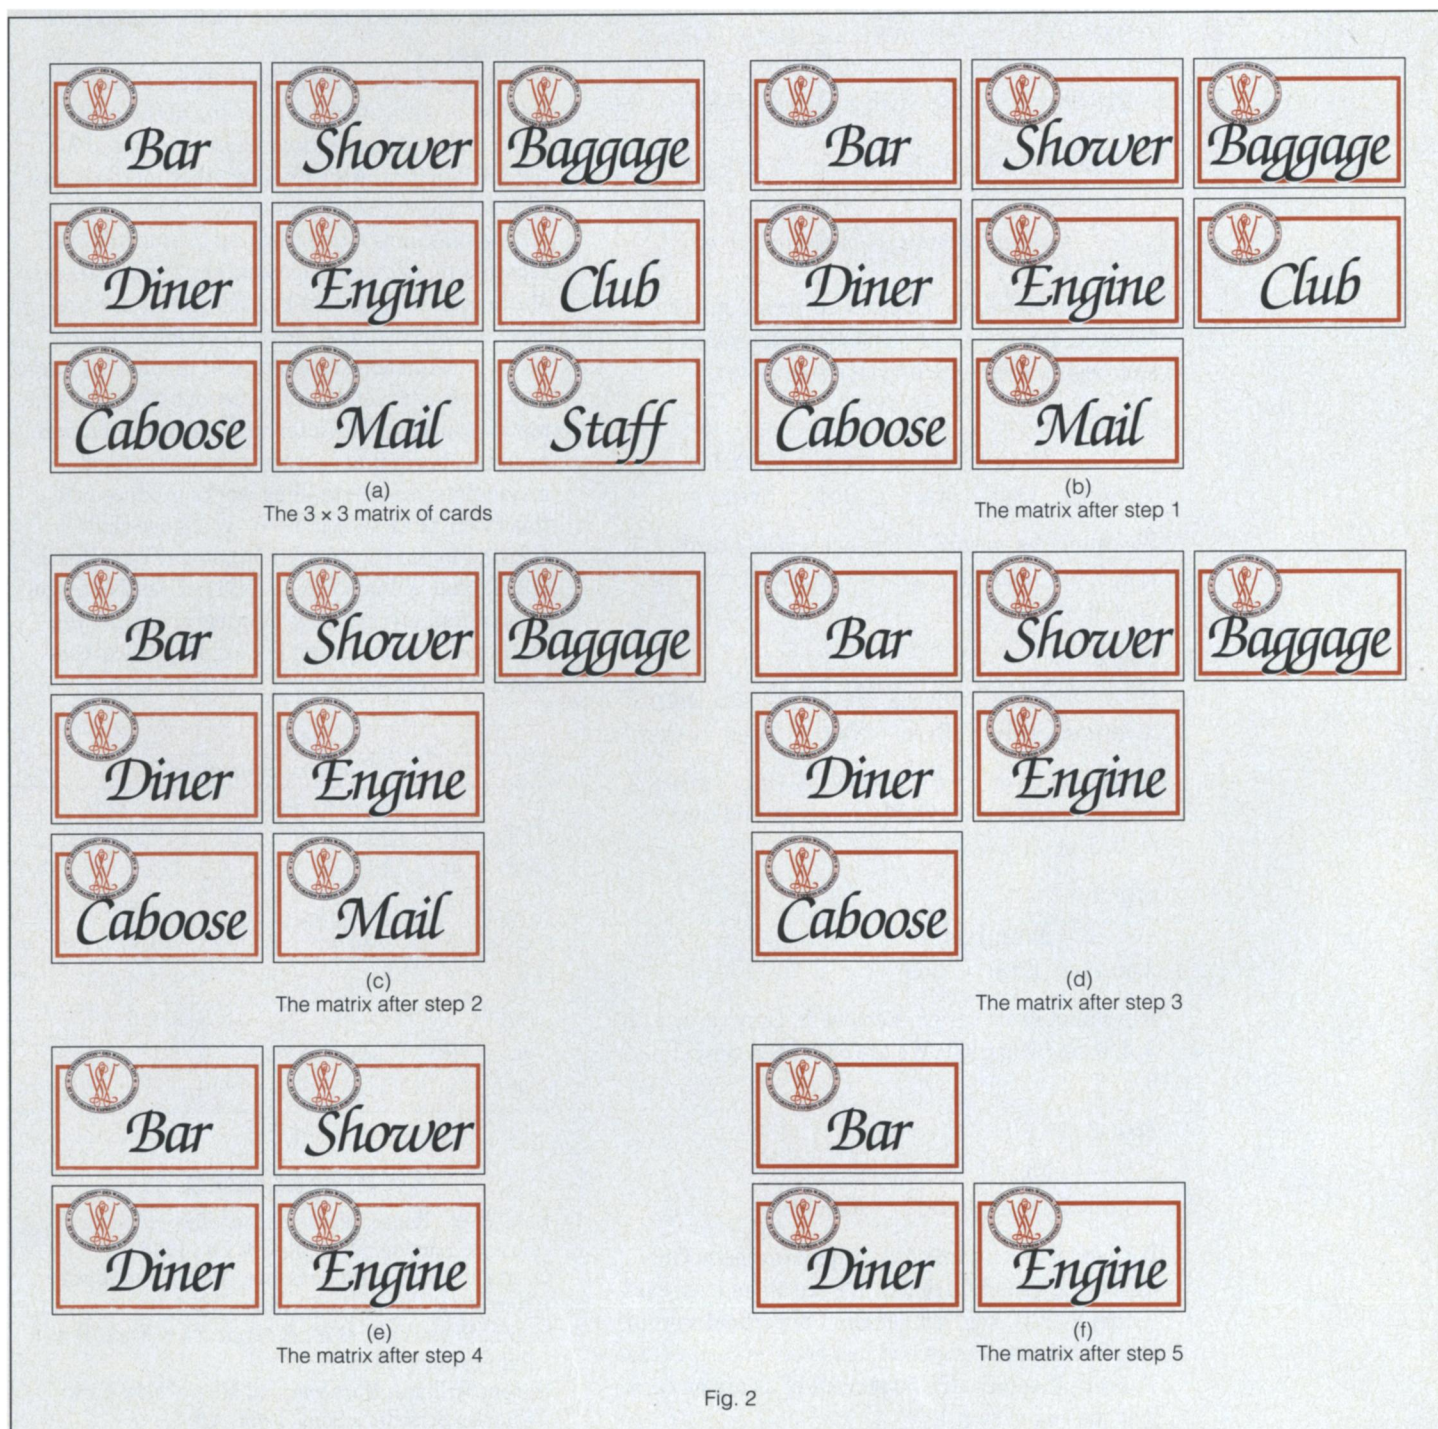 Bar Shower Baggage
Diner Engine Club
Caboose Mail Staff
(a)
The 3 × 3 matrix of cards
Bar Shower Baggage
Diner Engine Club
Caboose Mail
(b)
The matrix after step 1
Bar Shower Baggage
Diner Engine
Caboose Mail
(c)
The matrix after step 2
Bar Shower Baggage
Diner Engine
Caboose
(d)
The matrix after step 3
Bar Shower
Diner Engine
(e)
The matrix after step 4
Bar
Diner Engine
(f)
The matrix after step 5
Fig. 2